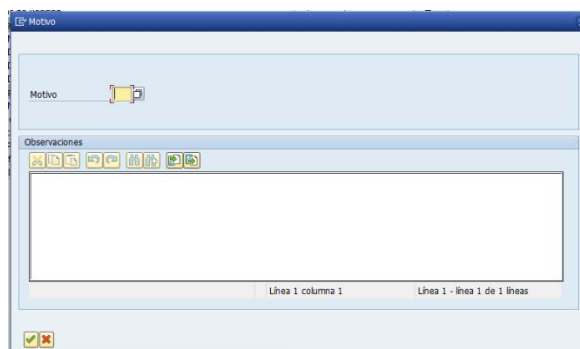 Motivo
Motivo
Observaciones
Línea 1 columna 1
Línea 1 - línea 1 de 1 líneas